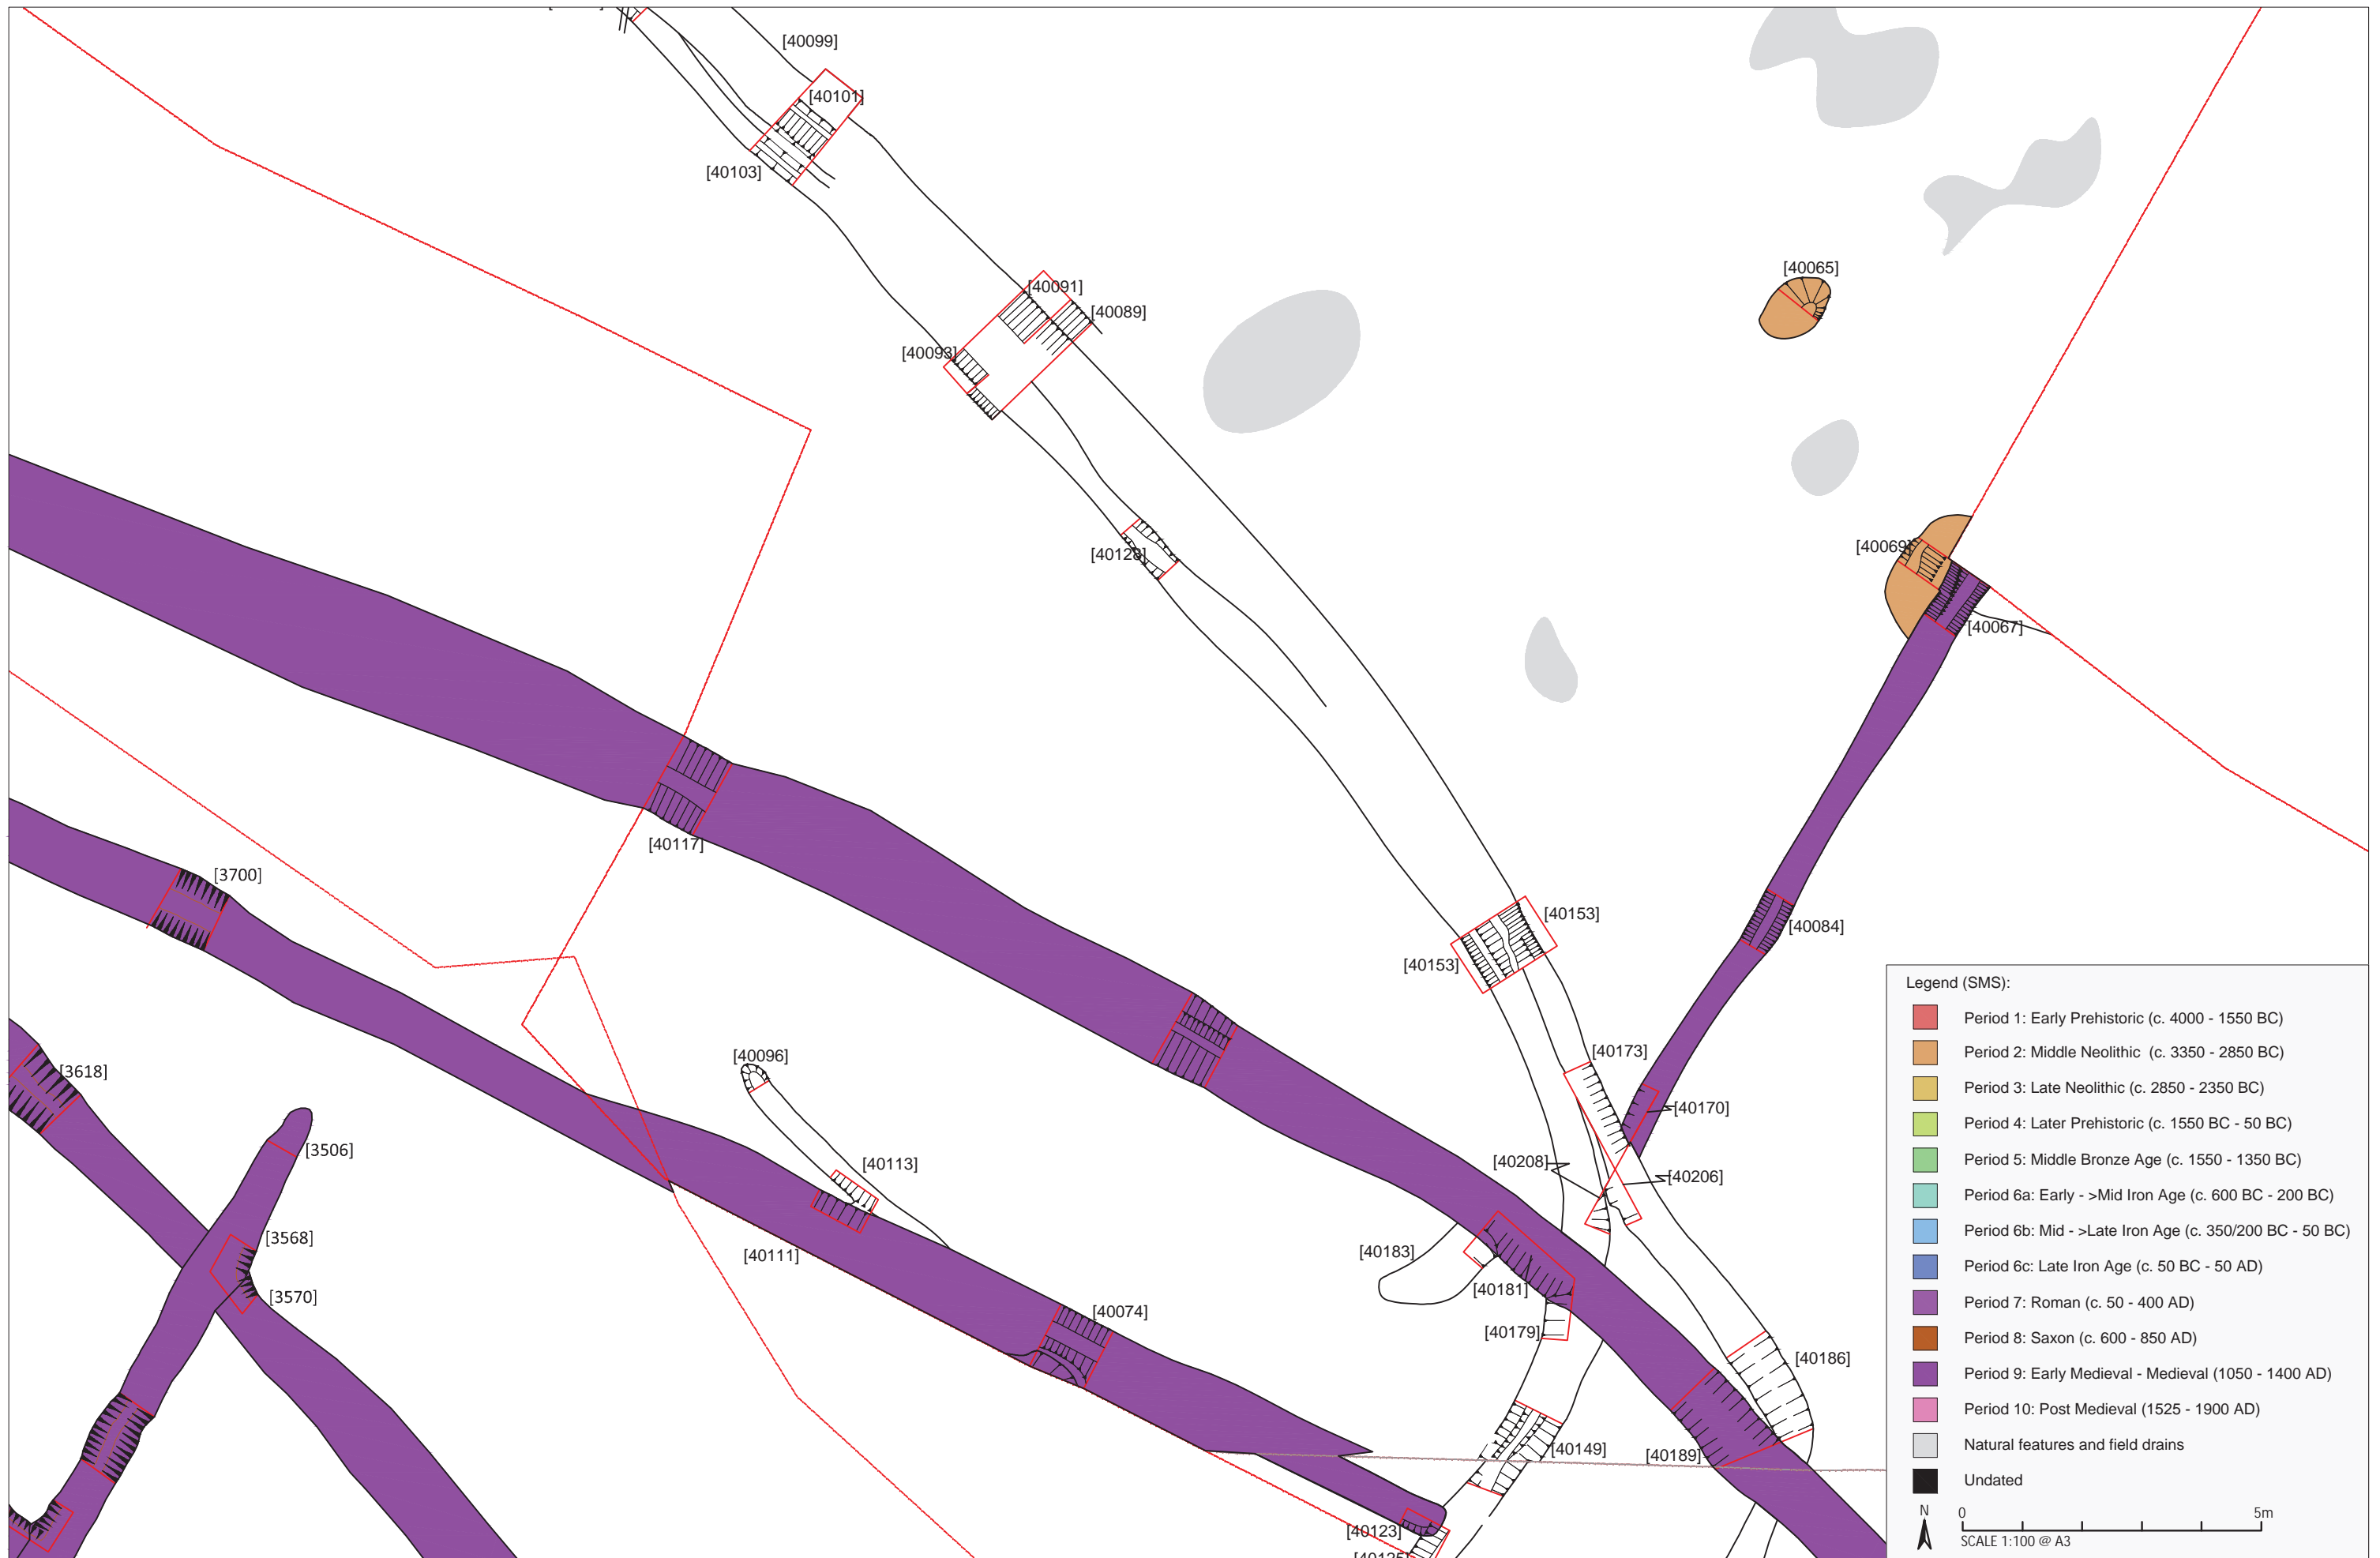 [40099]
[40101]
[40103]
[40065]
[40091]
[40089]
[40093]
[40128]
[40069]
[40067]
[40117]
[3700]
[40153]
[40084]
[40153]
[40173]
[40096]
[3618]
[40170]
[3506]
[40113]
[40208]
[40206]
[3568]
[40111]
[40183]
[3570]
[40181]
[40074]
[40179]
[40186]
[40149]
[40189]
[40123]
[40125]
Legend (SMS):
Period 1: Early Prehistoric (c. 4000 - 1550 BC)
Period 2: Middle Neolithic (c. 3350 - 2850 BC)
Period 3: Late Neolithic (c. 2850 - 2350 BC)
Period 4: Later Prehistoric (c. 1550 BC - 50 BC)
Period 5: Middle Bronze Age (c. 1550 - 1350 BC)
Period 6a: Early - >Mid Iron Age (c. 600 BC - 200 BC)
Period 6b: Mid - >Late Iron Age (c. 350/200 BC - 50 BC)
Period 6c: Late Iron Age (c. 50 BC - 50 AD)
Period 7: Roman (c. 50 - 400 AD)
Period 8: Saxon (c. 600 - 850 AD)
Period 9: Early Medieval - Medieval (1050 - 1400 AD)
Period 10: Post Medieval (1525 - 1900 AD)
Natural features and field drains
Undated
N
0 5m
SCALE 1:100 @ A3